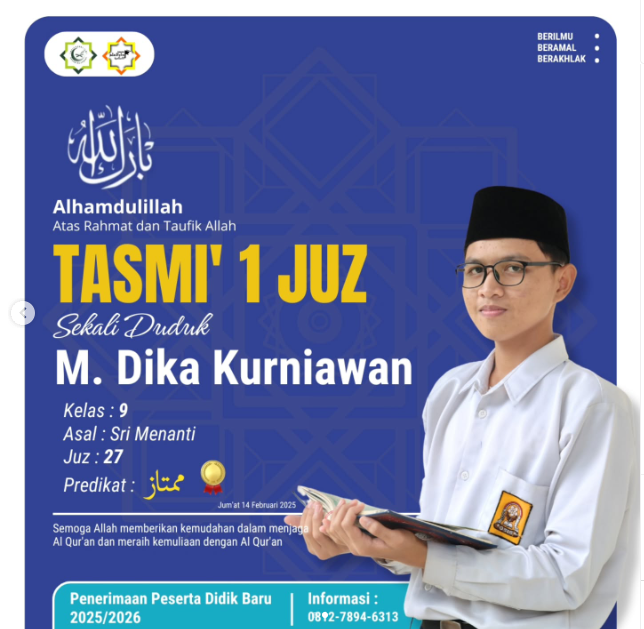 BERILMU
BERAMAL
BERAKHLAK
بارك الله
Alhamdulillah
Atas Rahmat dan Taufik Allah
TASMI' 1 JUZ
Sekali Duduk
M. Dika Kurniawan
Kelas : 9
Asal : Sri Menanti
Juz : 27
Predikat : ممتاز
Jum'at 14 Februari 2025
Semoga Allah memberikan kemudahan dalam menjaga
Al Qur'an dan meraih kemuliaan dengan Al Qur'an
Penerimaan Peserta Didik Baru
2025/2026
Informasi :
0892-7894-6313